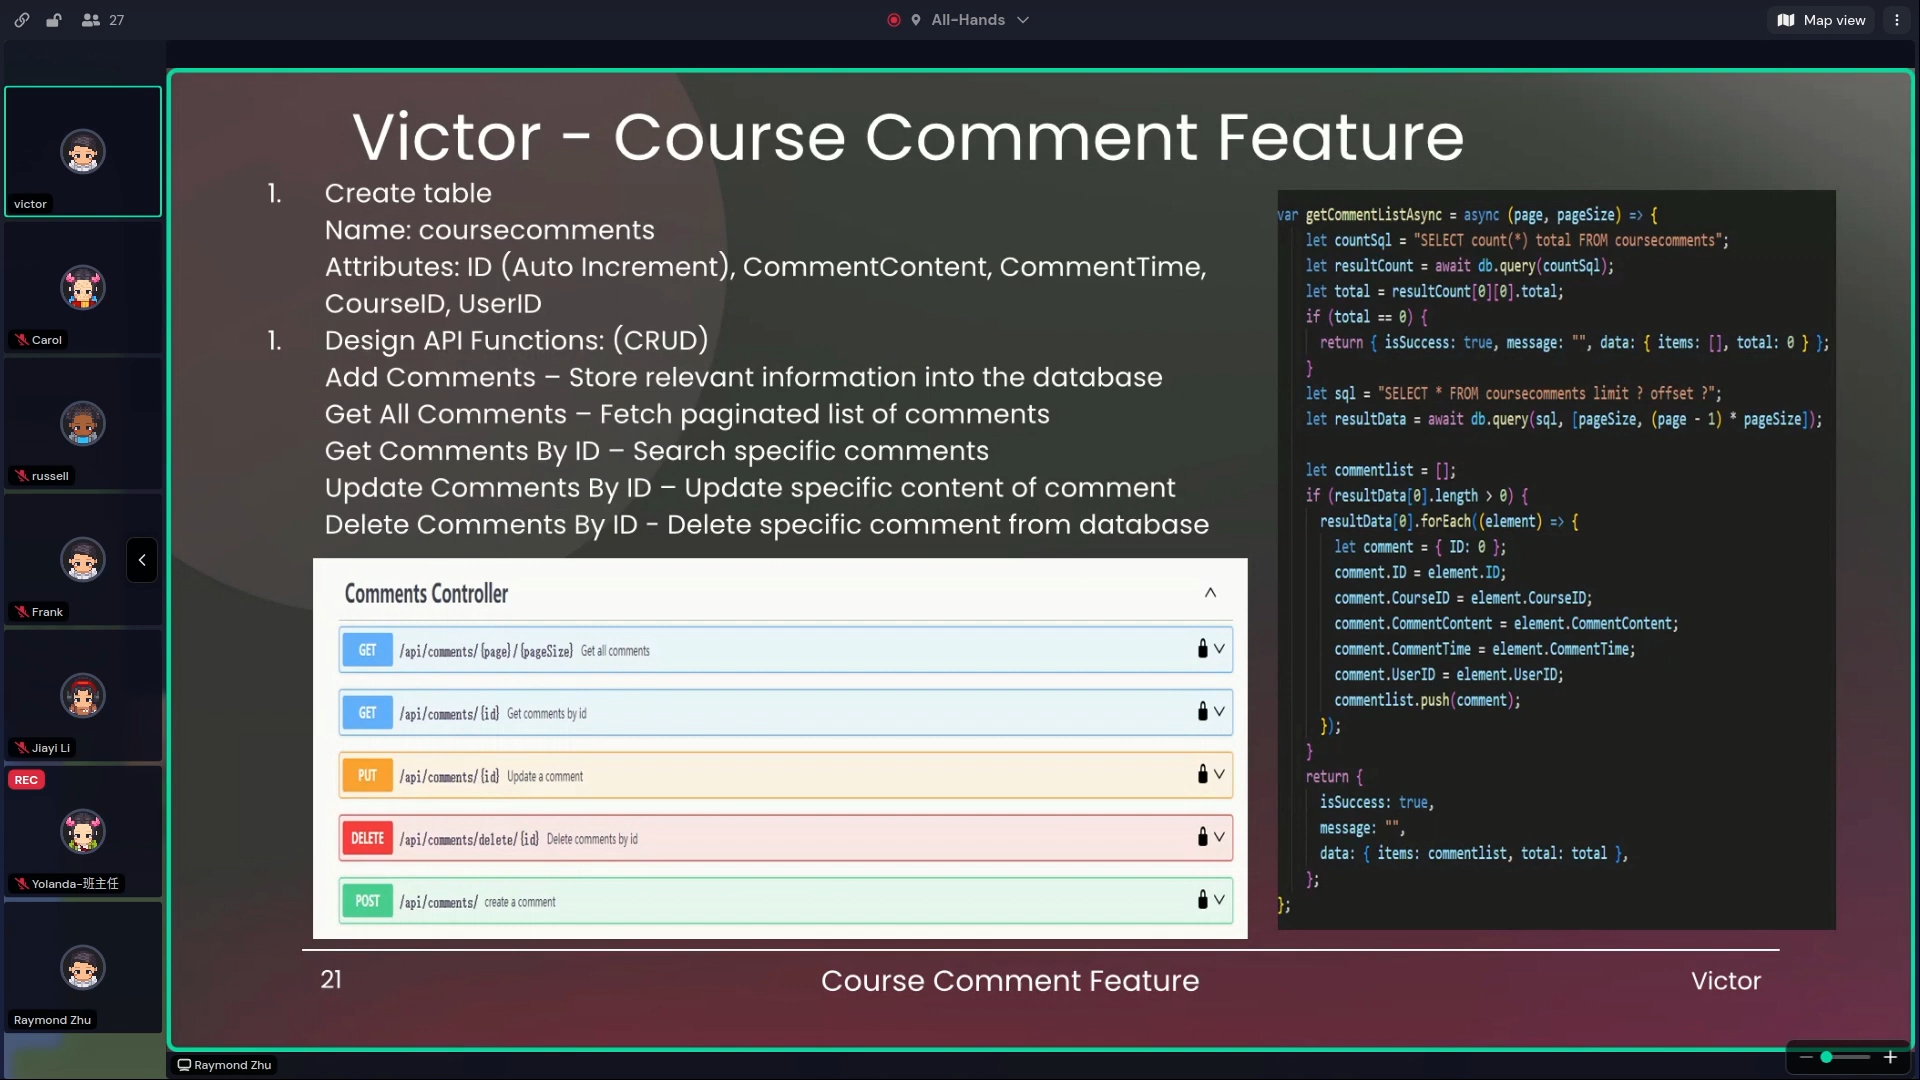 27
All-Hands
Map view
victor
Carol
russell
Frank
Jiayi Li
REC
Yolanda-班主任
Raymond Zhu
Victor - Course Comment Feature
1. Create table
Name: coursecomments
Attributes: ID (Auto Increment), CommentContent, CommentTime,
CourseID, UserID
1. Design API Functions: (CRUD)
Add Comments – Store relevant information into the database
Get All Comments – Fetch paginated list of comments
Get Comments By ID – Search specific comments
Update Comments By ID – Update specific content of comment
Delete Comments By ID - Delete specific comment from database
Comments Controller
GET /api/comments/{page}/{pageSize} Get all comments
GET /api/comments/{id} Get comments by id
PUT /api/comments/{id} Update a comment
DELETE /api/comments/delete/{id} Delete comments by id
POST /api/comments/ create a comment
var getCommentListAsync = async (page, pageSize) => {
let countSql = "SELECT count(*) total FROM coursecomments";
let resultCount = await db.query(countSql);
let total = resultCount[0][0].total;
if (total == 0) {
return { isSuccess: true, message: "", data: { items: [], total: 0 } };
}
let sql = "SELECT * FROM coursecomments limit ? offset ?";
let resultData = await db.query(sql, [pageSize, (page - 1) * pageSize]);
let commentlist = [];
if (resultData[0].length > 0) {
resultData[0].forEach((element) => {
let comment = { ID: 0 };
comment.ID = element.ID;
comment.CourseID = element.CourseID;
comment.CommentContent = element.CommentContent;
comment.CommentTime = element.CommentTime;
comment.UserID = element.UserID;
commentlist.push(comment);
});
}
return {
isSuccess: true,
message: "",
data: { items: commentlist, total: total },
};
};
21
Course Comment Feature
Victor
Raymond Zhu